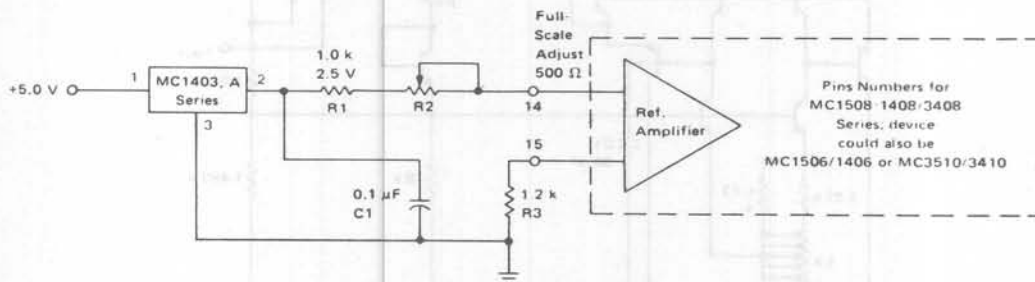 Full-
Scale
Adjust
500 Ω
1.0 k
2.5 V
+5.0 V
1
MC1403, A
Series
2
3
R1
R2
14
15
Ref.
Amplifier
Pins Numbers for
MC1508·1408/3408
Series; device
could also be
MC1506/1406 or MC3510/3410
0.1 µF
C1
1.2 k
R3